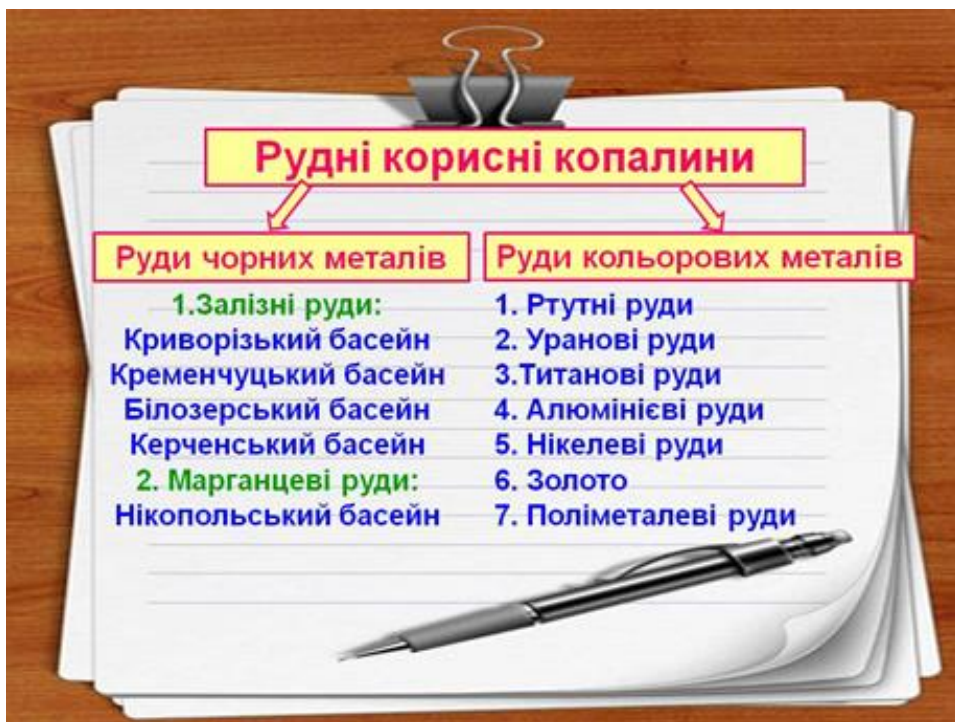 Рудні корисні копалини
Руди чорних металів
1.Залізні руди:
Криворізький басейн
Кременчуцький басейн
Білозерський басейн
Керченський басейн
2. Марганцеві руди:
Нікопольський басейн
Руди кольорових металів
1. Ртутні руди
2. Уранові руди
3.Титанові руди
4. Алюмінієві руди
5. Нікелеві руди
6. Золото
7. Поліметалеві руди